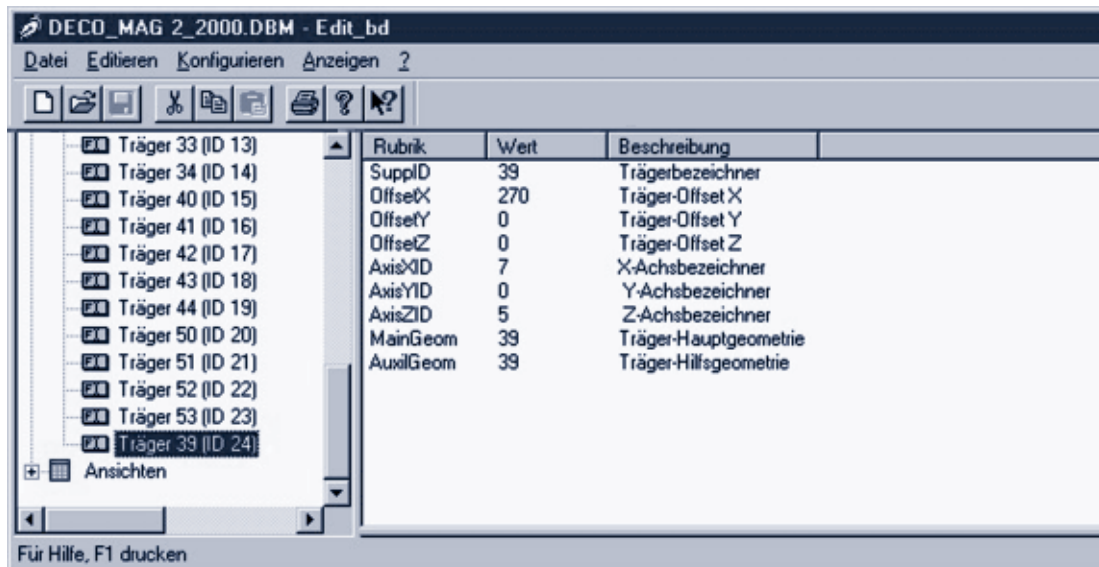 DECO_MAG 2_2000.DBM - Edit_bd
Datei Editieren Konfigurieren Anzeigen ?
Träger 33 (ID 13)
Träger 34 (ID 14)
Träger 40 (ID 15)
Träger 41 (ID 16)
Träger 42 (ID 17)
Träger 43 (ID 18)
Träger 44 (ID 19)
Träger 50 (ID 20)
Träger 51 (ID 21)
Träger 52 (ID 22)
Träger 53 (ID 23)
Träger 39 (ID 24)
Ansichten
Rubrik Wert Beschreibung
SuppID 39 Trägerbezeichner
OffsetX 270 Träger-Offset X
OffsetY 0 Träger-Offset Y
OffsetZ 0 Träger-Offset Z
AxisXID 7 X-Achsbezeichner
AxisYID 0 Y-Achsbezeichner
AxisZID 5 Z-Achsbezeichner
MainGeom 39 Träger-Hauptgeometrie
AuxilGeom 39 Träger-Hilfsgeometrie
Für Hilfe, F1 drucken